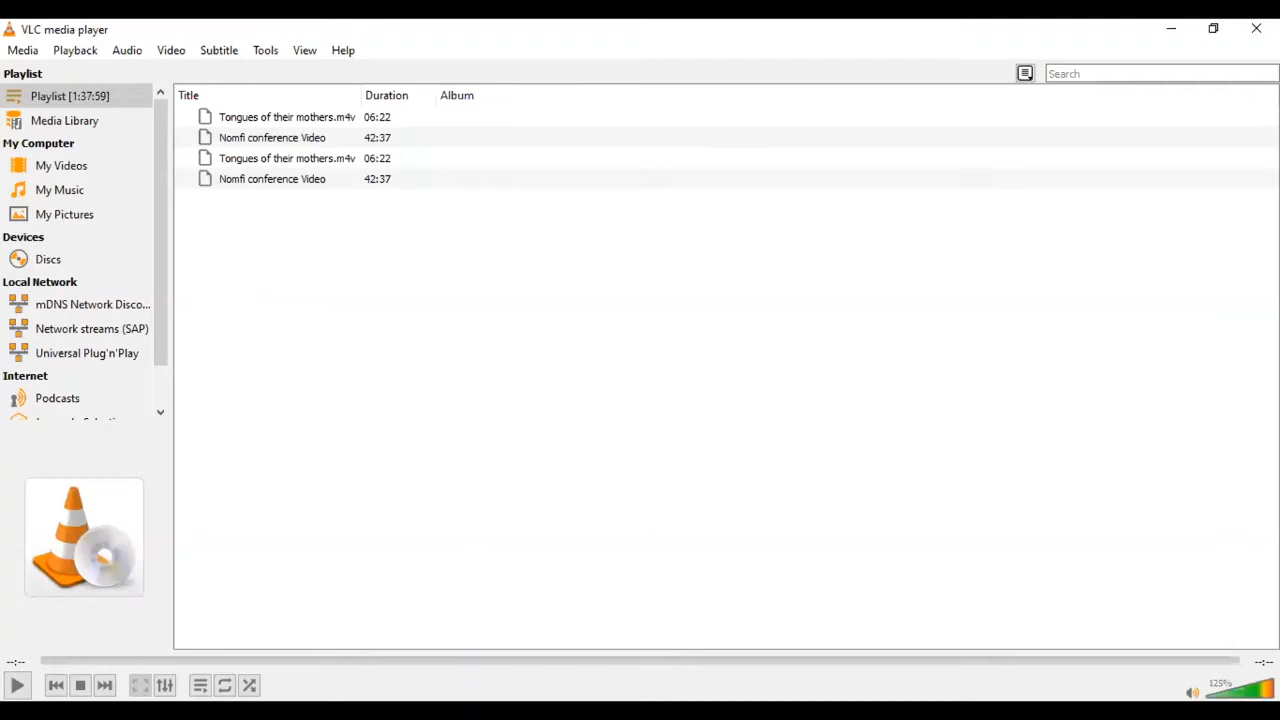 VLC media player
Media Playback Audio Video Subtitle Tools View Help
Playlist
Search
Playlist [1:37:59]
Media Library
My Computer
My Videos
My Music
My Pictures
Devices
Discs
Local Network
mDNS Network Disco...
Network streams (SAP)
Universal Plug'n'Play
Internet
Podcasts
Title Duration Album
Tongues of their mothers.m4v 06:22
Nomfi conference Video 42:37
Tongues of their mothers.m4v 06:22
Nomfi conference Video 42:37
--:-- --:--
125%